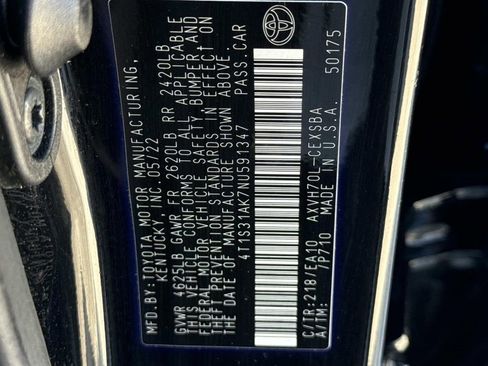 MFD BY:TOYOTA MOTOR MANUFACTURING,
KENTUCKY, INC. 05/22
GVWR 4625LB GAWR FR 2620LB RR 2420LB
THIS VEHICLE CONFORMS TO ALL APPLICABLE
FEDERAL MOTOR VEHICLE SAFETY, BUMPER, AND
THEFT PREVENTION STANDARDS IN EFFECT ON
THE DATE OF MANUFACTURE SHOWN ABOVE.
4T1G31AK7NU591347 PASS.CAR
C/TR:218/EA10 AXVH70L-CEXSBA
A/TM: /P710 MADE IN U.S.A. 50175